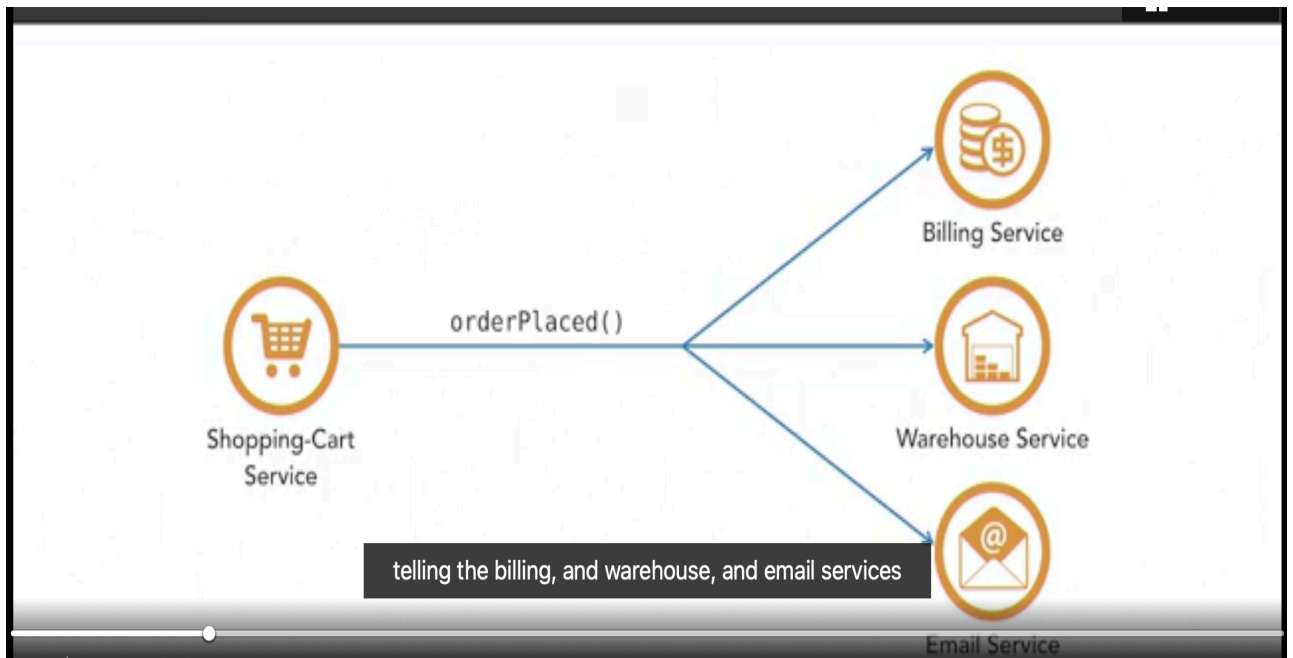 Billing Service
orderPlaced()
Shopping-Cart
Service
Warehouse Service
telling the billing, and warehouse, and email services
Email Service